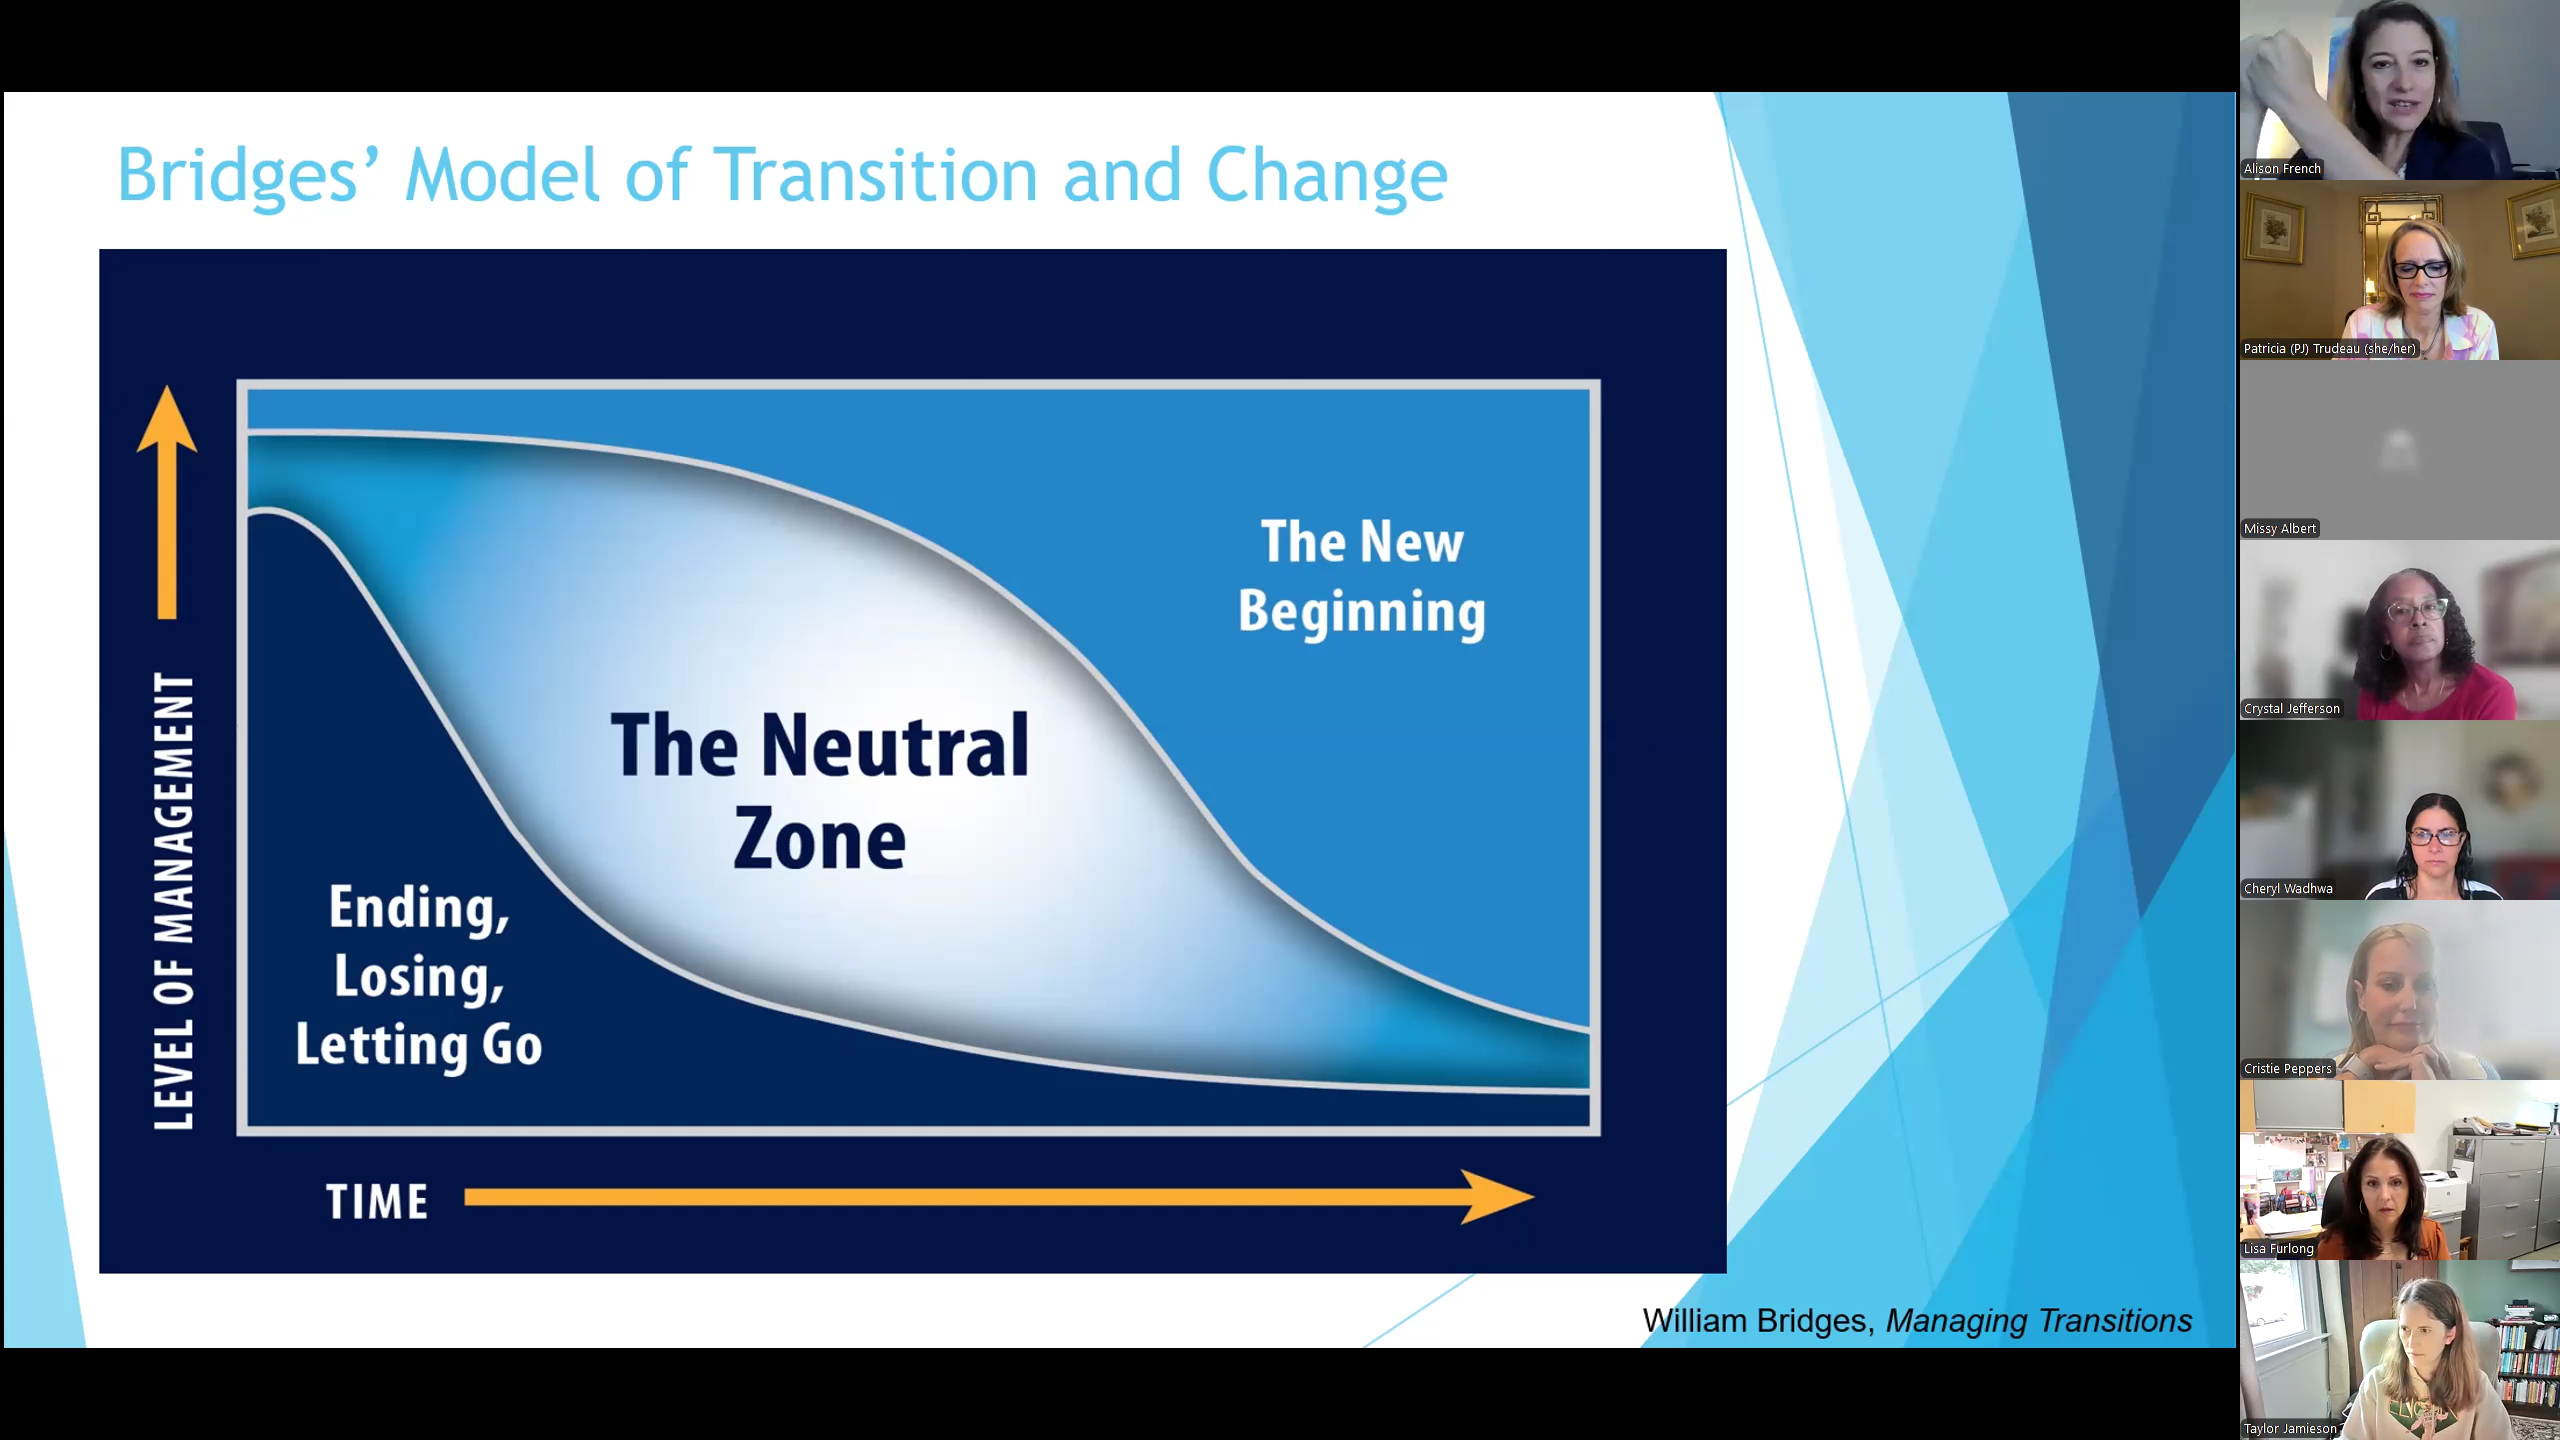 Bridges’ Model of Transition and Change
LEVEL OF MANAGEMENT
The New
Beginning
The Neutral
Zone
Ending,
Losing,
Letting Go
TIME
William Bridges, Managing Transitions
Alison French
Patricia (PJ) Trudeau (she/her)
Missy Albert
Crystal Jefferson
Cheryl Wadhwa
Cristie Peppers
Lisa Furlong
Taylor Jamieson